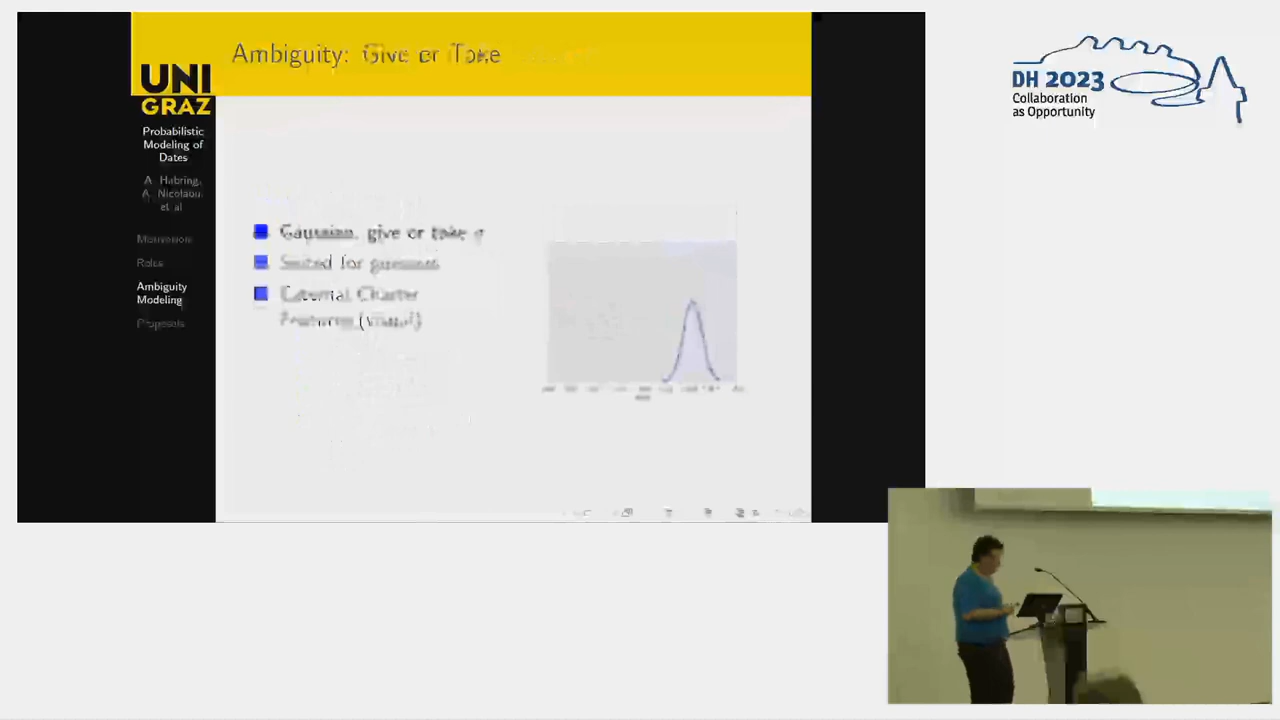 Ambiguity: Give or Take
UNI
GRAZ
Probabilistic
Modeling of
Dates
A. Habring,
A. Nicolaou,
et al
Motivation
Roles
Ambiguity
Modeling
Proposals
Gaussian, give or take σ
Suited for guesses
External Charter
Features (visual)
DH 2023
Collaboration
as Opportunity